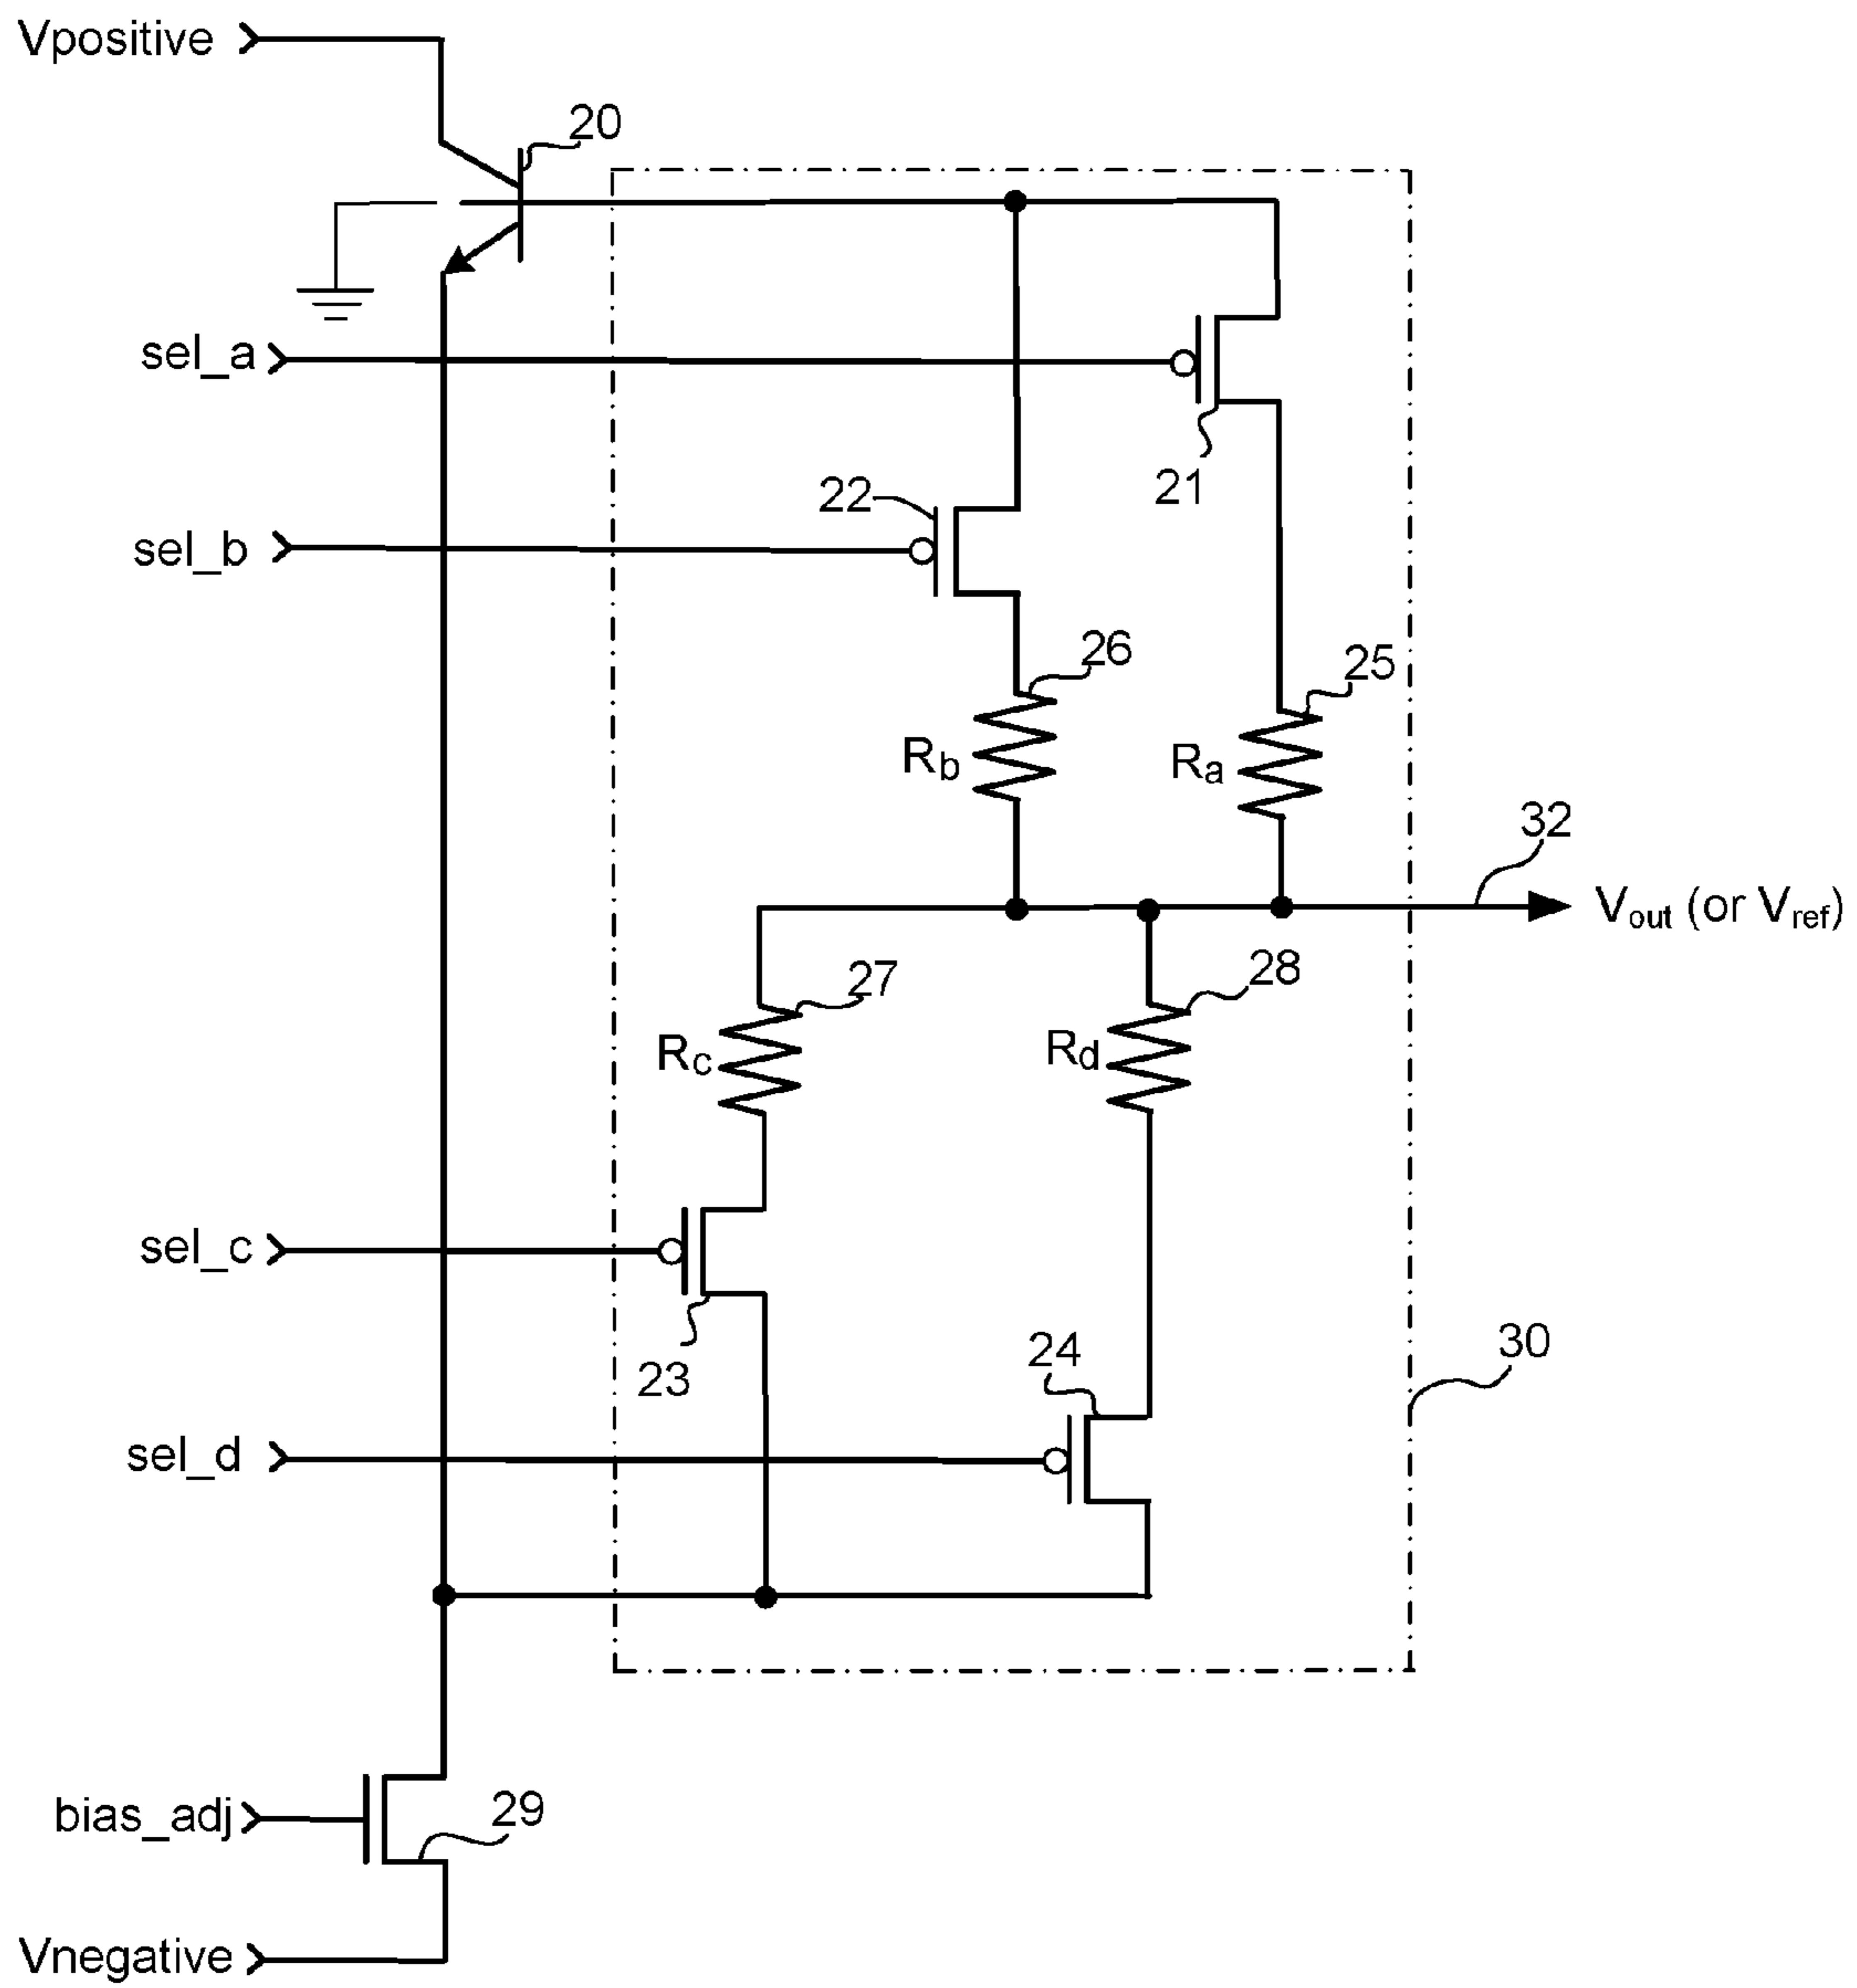 Vpositive
20
sel_a
21
22
sel_b
26
25
Rb
Ra
32
Vout (or Vref)
27
28
Rc
Rd
sel_c
23
24
30
sel_d
bias_adj
29
Vnegative